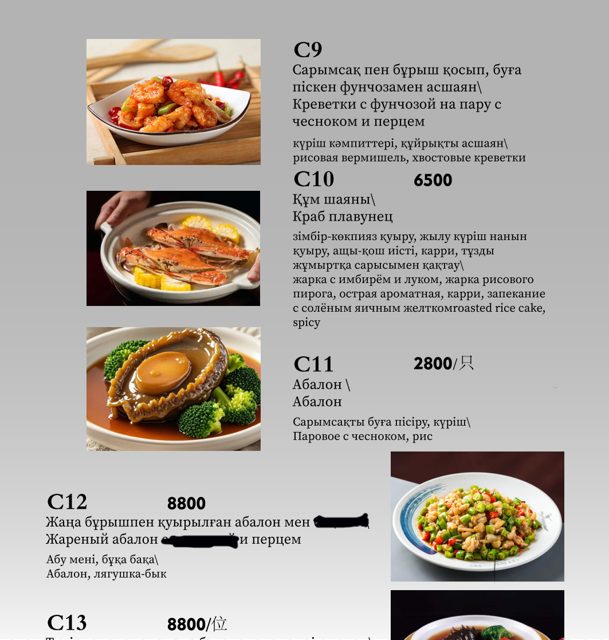 C9
Сарымсақ пен бұрыш қосып, буға
піскен фунчозамен асшаян\
Креветки с фунчозой на пару с
чесноком и перцем
күріш кәмпиттері, құйрықты асшаян\
рисовая вермишель, хвостовые креветки
C10 6500
Құм шаяны\
Краб плавунец
зімбір-көкпияз қуыру, жылу күріш нанын
қуыру, ащы-қош иісті, карри, тұзды
жұмыртқа сарысымен қақтау\
жарка с имбирём и луком, жарка рисового
пирога, острая ароматная, карри, запекание
с солёным яичным желткомroasted rice cake,
spicy
C11 2800/只
Абалон \
Абалон
Сарымсақты буға пісіру, күріш\
Паровое с чесноком, рис
C12 8800
Жаңа бұрышпен қуырылған абалон мен
Жареный абалон и перцем
Абу мені, бұқа бақа\
Абалон, лягушка-бык
C13 8800/位